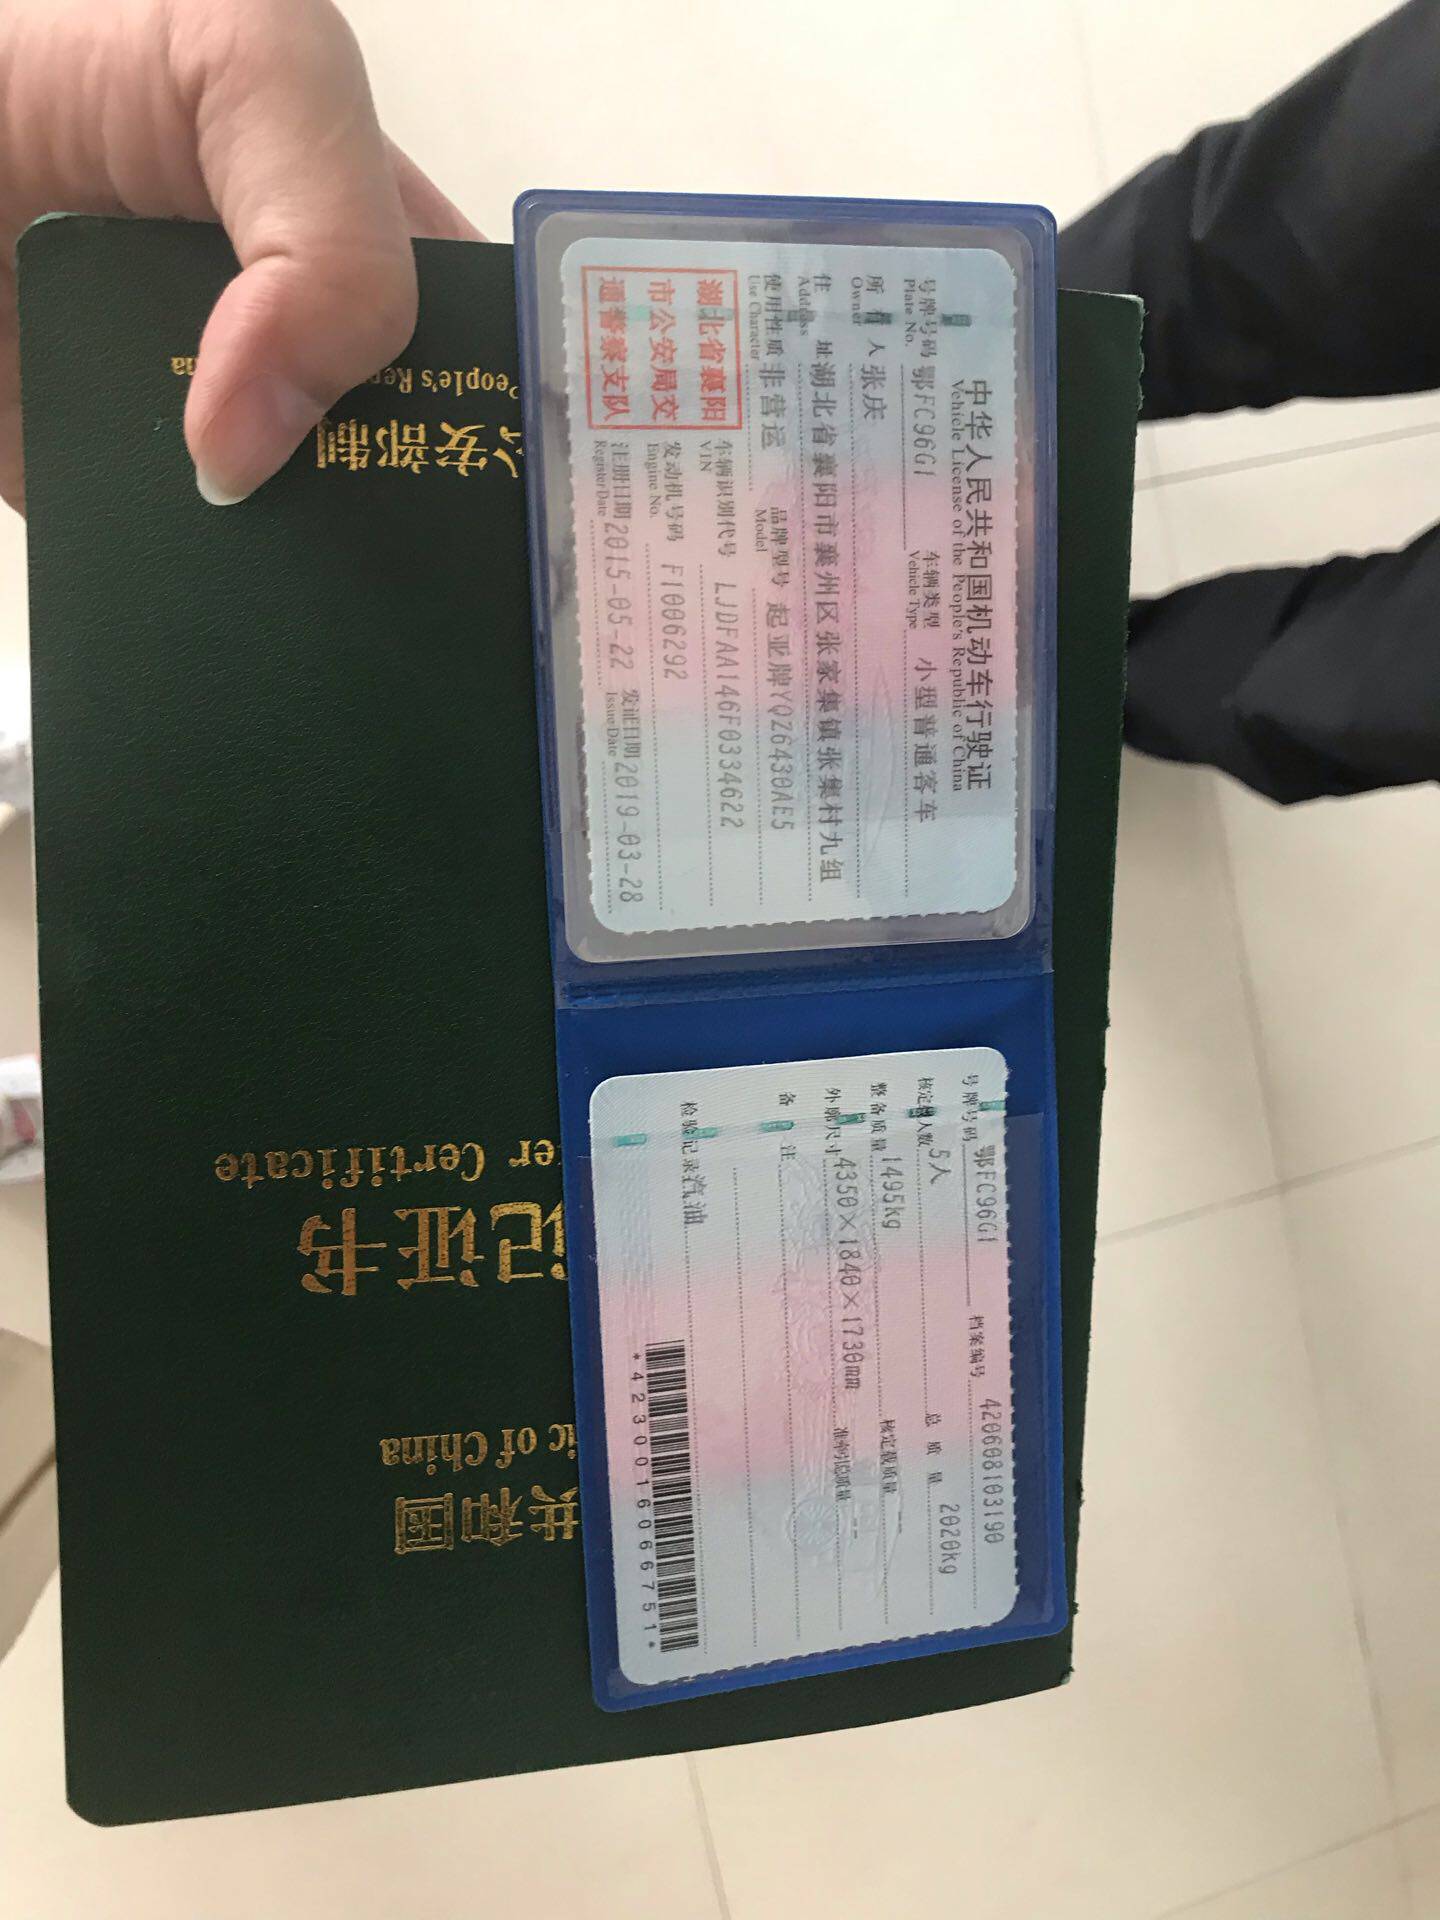 中华人民共和国机动车行驶证
Vehicle License of the People's Republic of China
号牌号码 鄂FC96G1 车辆类型 小型普通客车
Plate No. Vehicle Type
所有人 张庆
Owner
住址 湖北省襄阳市襄州区张家集镇张集村九组
Address
使用性质 非营运 品牌型号 起亚牌YQZ6430AE5
Use Character Model
湖北省襄阳
市公安局交
通警察支队
车辆识别代号 LJDFAA146F0334622
VIN
发动机号码 F1006292
Engine No.
注册日期 2015-05-22 发证日期 2019-03-28
Register Date Issue Date
号牌号码 鄂FC96G1 档案编号 420608103190
核定载人数 5人 总质量 2020kg
整备质量 1495kg 核定载质量 --
外廓尺寸 4350×1840×1730mm 准牵引总质量 --
备注
检验记录 汽油
*4230016066751*
共和国
ic of China
记证书
er Certificate
安部制
People's Rep
na